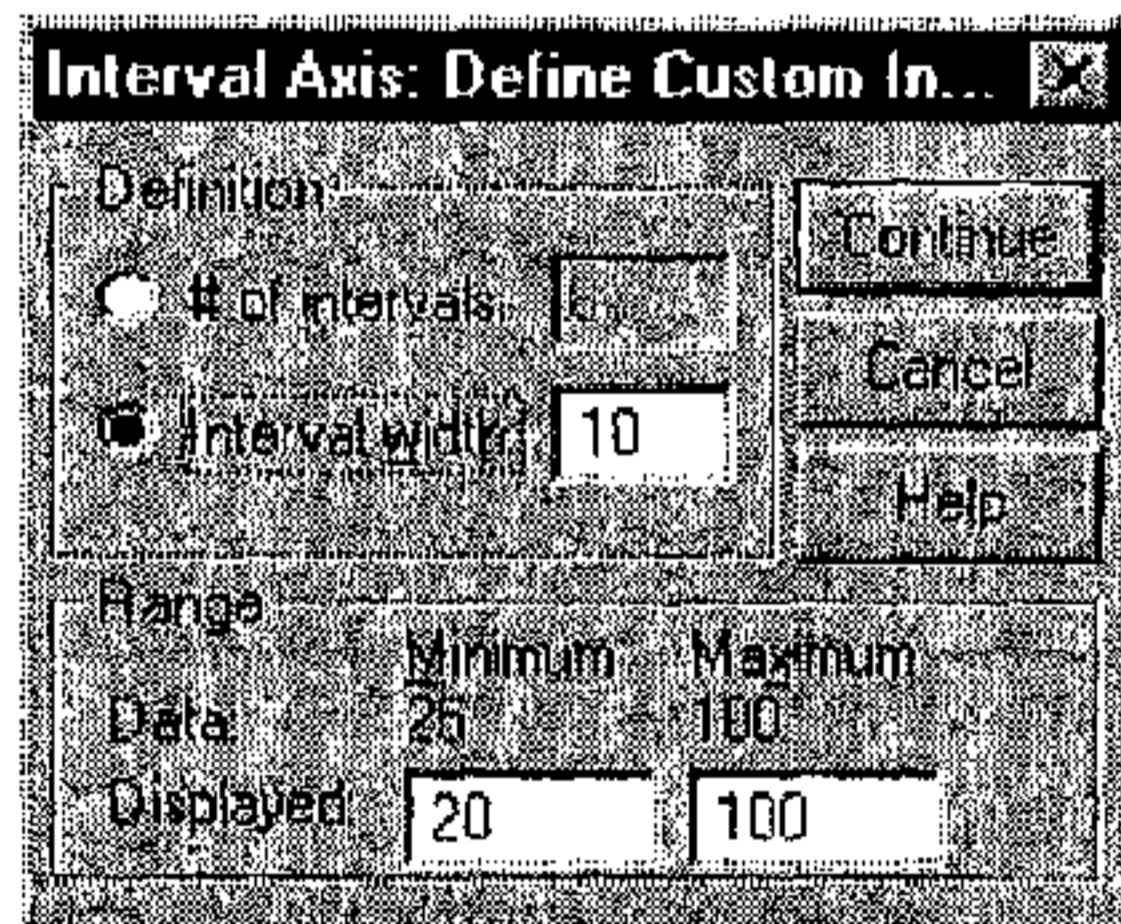 Interval Axis: Define Custom In...
Definition
# of intervals:
Interval width:
10
Continue
Cancel
Help
Range
Minimum Maximum
Data: 100
Displayed: 20 100